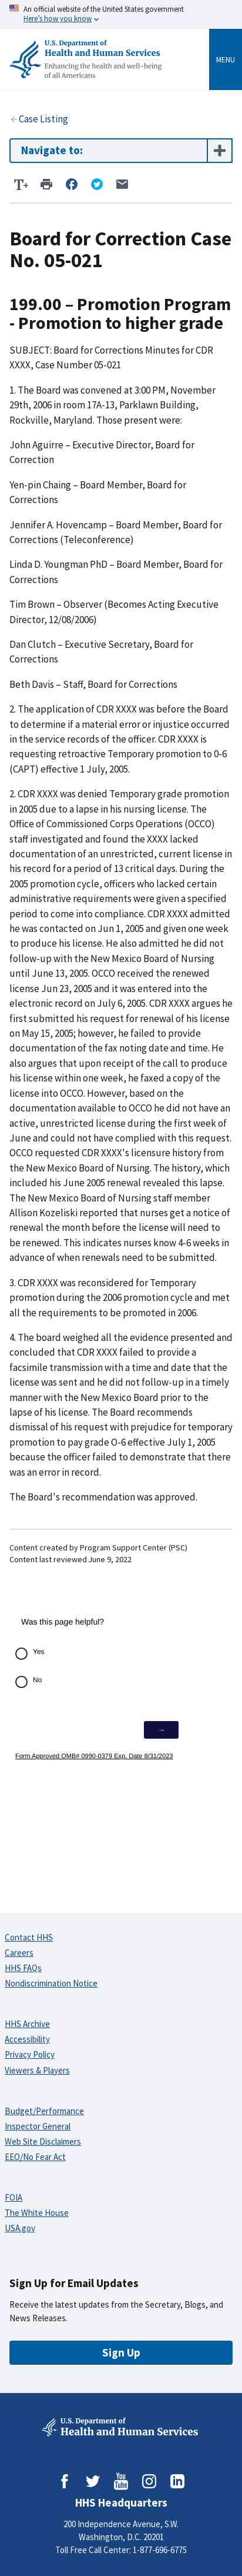 An official website of the United States government
Here's how you know
U.S. Department of
Health and Human Services
Enhancing the health and well-being
of all Americans
MENU
Case Listing
Navigate to:
Board for Correction Case
No. 05-021
199.00 – Promotion Program
- Promotion to higher grade
SUBJECT: Board for Corrections Minutes for CDR
XXXX, Case Number 05-021
1. The Board was convened at 3:00 PM, November
29th, 2006 in room 17A-13, Parklawn Building,
Rockville, Maryland. Those present were:
John Aguirre – Executive Director, Board for
Correction
Yen-pin Chaing – Board Member, Board for
Corrections
Jennifer A. Hovencamp – Board Member, Board for
Corrections (Teleconference)
Linda D. Youngman PhD – Board Member, Board for
Corrections
Tim Brown – Observer (Becomes Acting Executive
Director, 12/08/2006)
Dan Clutch – Executive Secretary, Board for
Corrections
Beth Davis – Staff, Board for Corrections
2. The application of CDR XXXX was before the Board
to determine if a material error or injustice occurred
in the service records of the officer. CDR XXXX is
requesting retroactive Temporary promotion to 0-6
(CAPT) effective 1 July, 2005.
2. CDR XXXX was denied Temporary grade promotion
in 2005 due to a lapse in his nursing license. The
Office of Commissioned Corps Operations (OCCO)
staff investigated and found the XXXX lacked
documentation of an unrestricted, current license in
his record for a period of 13 critical days. During the
2005 promotion cycle, officers who lacked certain
administrative requirements were given a specified
time period to come into compliance. CDR XXXX admitted
he was contacted on Jun 1, 2005 and given one week
to produce his license. He also admitted he did not
follow-up with the New Mexico Board of Nursing
until June 13, 2005. OCCO received the renewed
license Jun 23, 2005 and it was entered into the
electronic record on July 6, 2005. CDR XXXX argues he
first submitted his request for renewal of his license
on May 15, 2005; however, he failed to provide
documentation of the fax noting date and time. He
also argues that upon receipt of the call to produce
his license within one week, he faxed a copy of the
license into OCCO. However, based on the
documentation available to OCCO he did not have an
active, unrestricted license during the first week of
June and could not have complied with this request.
OCCO requested CDR XXXX's licensure history from
the New Mexico Board of Nursing. The history, which
included his June 2005 renewal revealed this lapse.
The New Mexico Board of Nursing staff member
Allison Kozeliski reported that nurses get a notice of
renewal the month before the license will need to
be renewed. This indicates nurses know 4-6 weeks
in advance of when renewals need to be submitted.
3. CDR XXXX was reconsidered for Temporary
promotion during the 2006 promotion cycle and met
all the requirements to be promoted in 2006.
4. The board weighed all the evidence presented and
concluded that CDR XXXX failed to provide a
facsimile transmission with a time and date that the
license was sent and he did not follow-up in a timely
manner with the New Mexico Board prior to the
lapse of his license. The Board recommends
dismissal of XXXX request for retroactive temporary
promotion to pay grade O-6 effective July 1, 2005
because the officer failed to demonstrate that there
was an error in record.
The Board's recommendation was approved.
Content created by Program Support Center (PSC)
Content last reviewed June 9, 2022
Was this page helpful?
Yes
No
→
Form Approved OMB# 0990-0379 Exp. Date 8/31/2023
Contact HHS
Careers
HHS FAQs
Nondiscrimination Notice
HHS Archive
Accessibility
Privacy Policy
Viewers & Players
Budget/Performance
Inspector General
Web Site Disclaimers
EEO/No Fear Act
FOIA
The White House
USA.gov
Sign Up for Email Updates
Receive the latest updates from the Secretary, Blogs, and
News Releases.
Sign Up
U.S. Department of
Health and Human Services
HHS Headquarters
200 Independence Avenue, S.W.
Washington, D.C. 20201
Toll Free Call Center: 1-877-696-6775